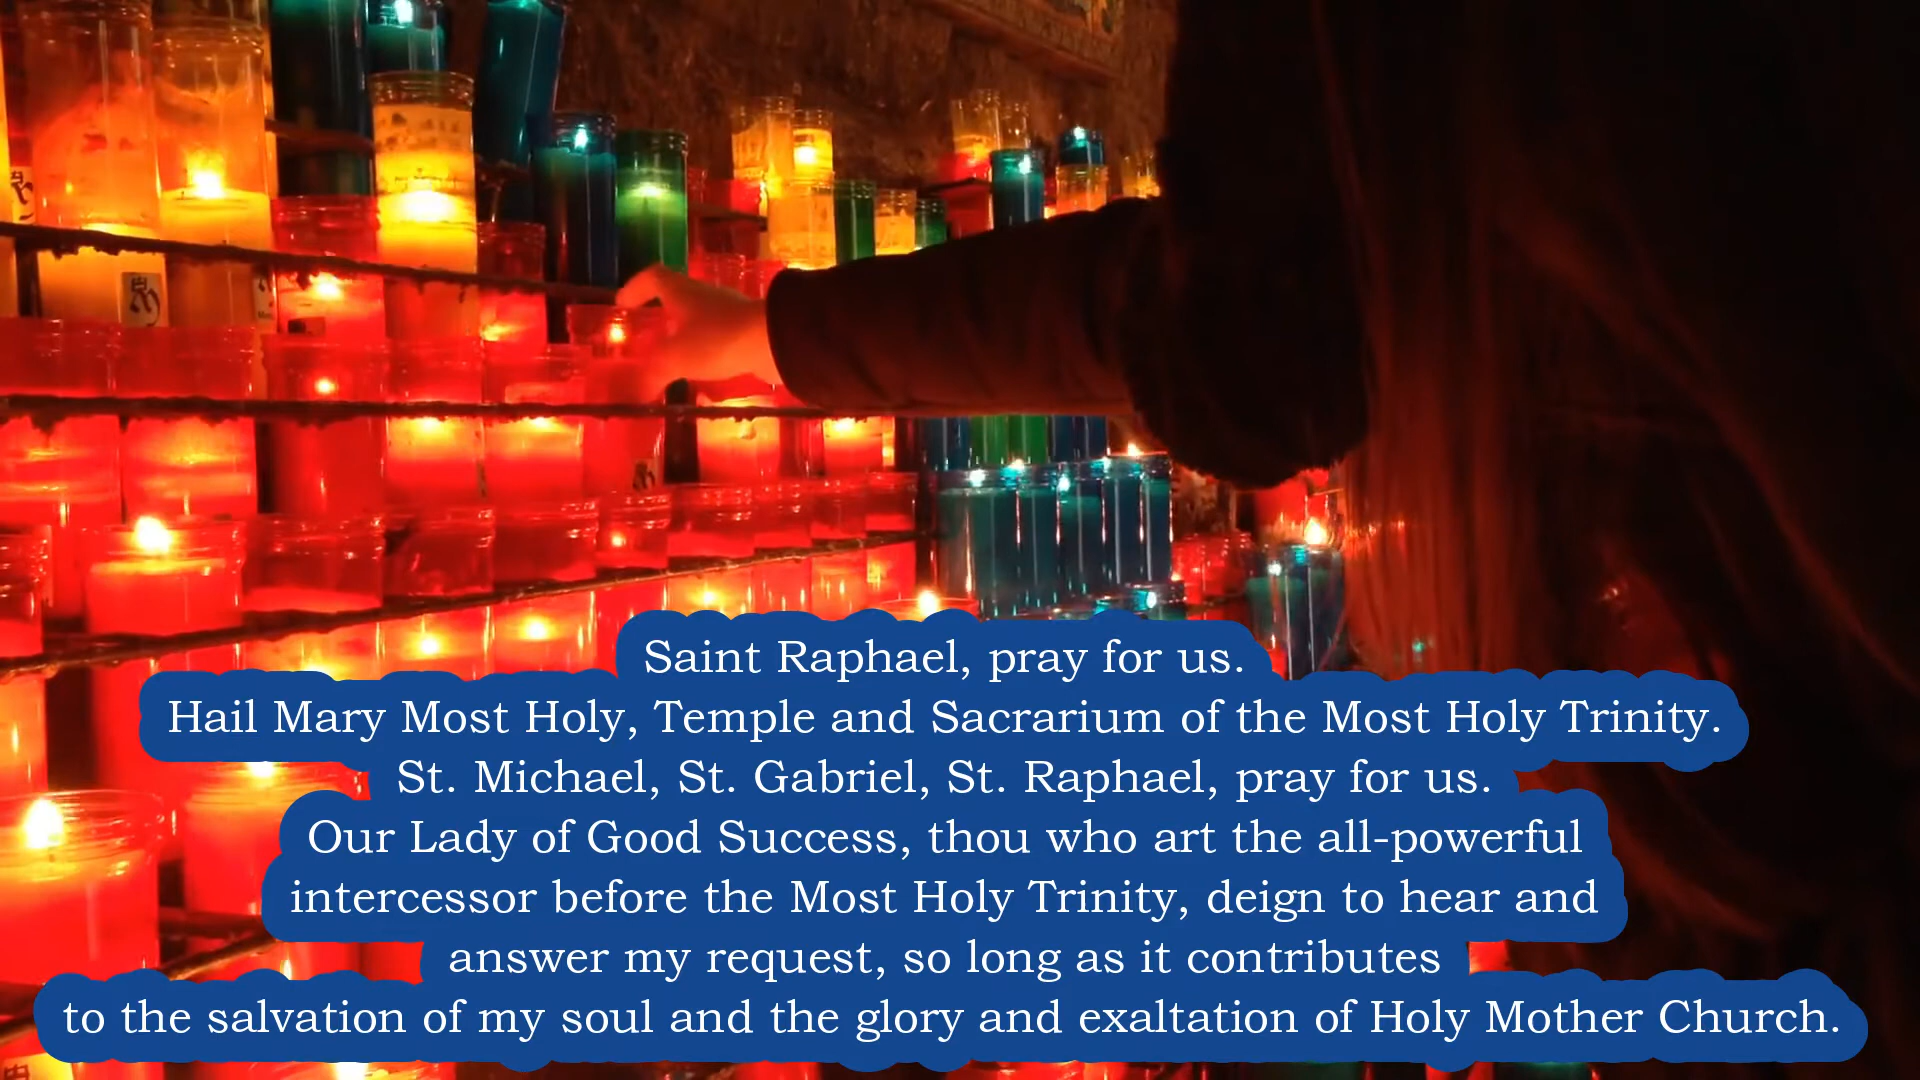 Saint Raphael, pray for us.
Hail Mary Most Holy, Temple and Sacrarium of the Most Holy Trinity.
St. Michael, St. Gabriel, St. Raphael, pray for us.
Our Lady of Good Success, thou who art the all-powerful
intercessor before the Most Holy Trinity, deign to hear and
answer my request, so long as it contributes
to the salvation of my soul and the glory and exaltation of Holy Mother Church.